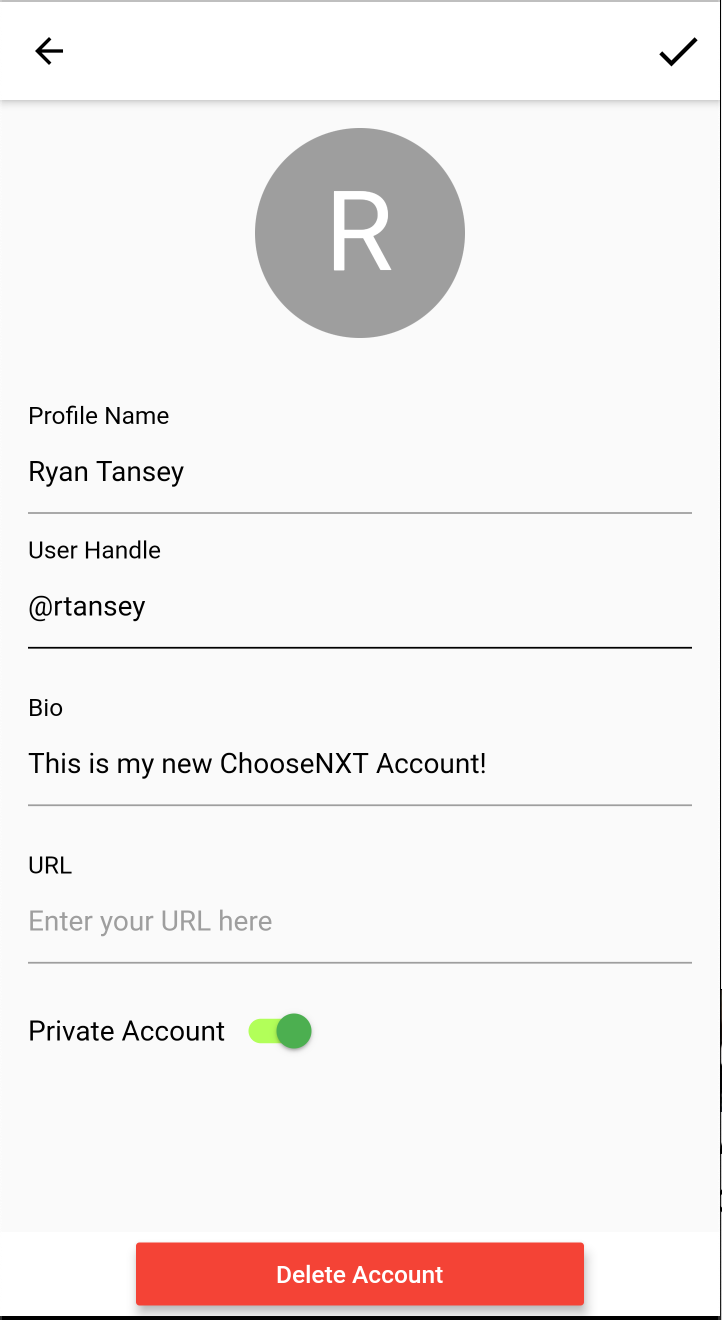 R
Profile Name
Ryan Tansey
User Handle
@rtansey
Bio
This is my new ChooseNXT Account!
URL
Enter your URL here
Private Account
Delete Account